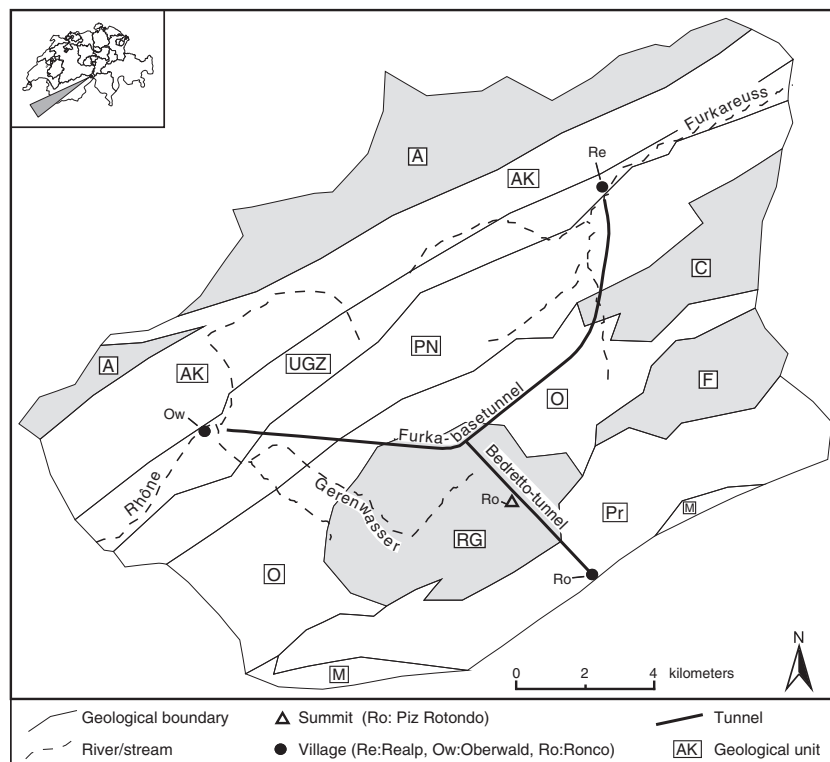 A
Furkareuss
Re
AK
C
A
PN
UGZ
AK
F
Ow
O
Furka-basetunnel
Rhône
Bedretto-tunnel
Gerenwasser
Ro
Pr
M
RG
O
Ro
M
N
0 2 4 kilometers
Geological boundary
Summit (Ro: Piz Rotondo)
Tunnel
River/stream
Village (Re:Realp, Ow:Oberwald, Ro:Ronco)
AK Geological unit